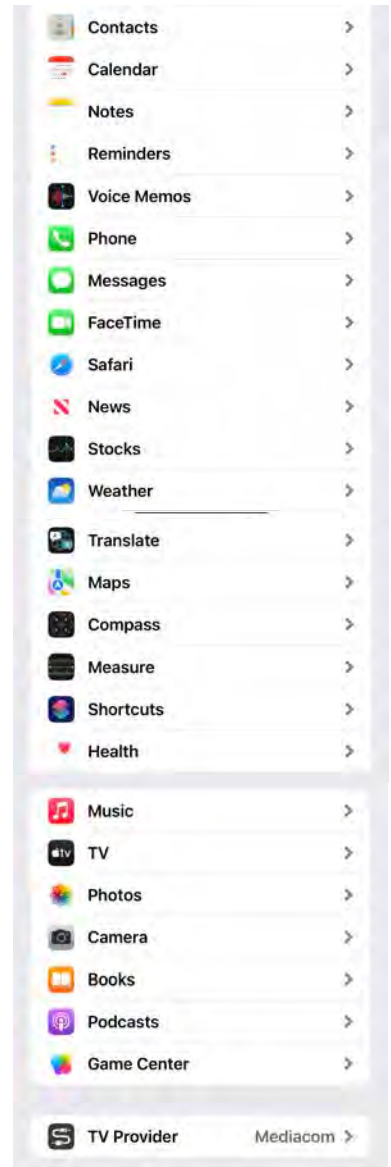 Contacts
Calendar
Notes
Reminders
Voice Memos
Phone
Messages
FaceTime
Safari
News
Stocks
Weather
Translate
Maps
Compass
Measure
Shortcuts
Health
Music
tv TV
Photos
Camera
Books
Podcasts
Game Center
TV Provider Mediacom